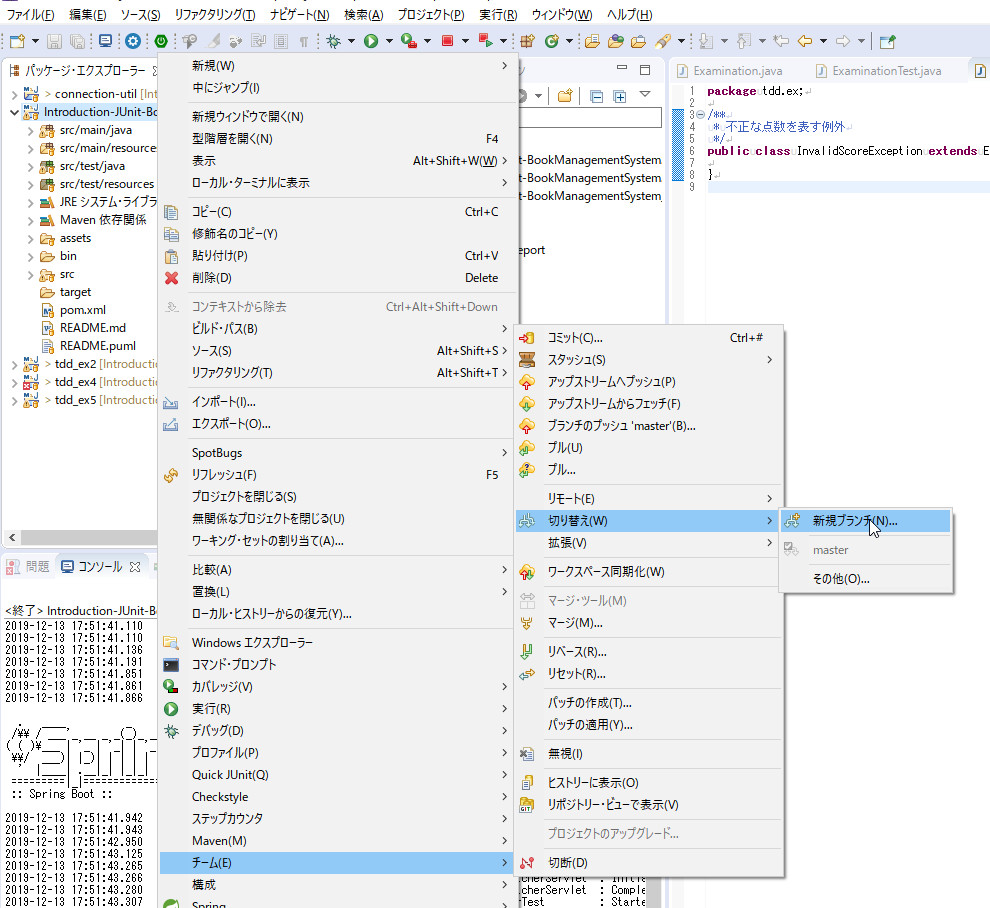 ファイル(F) 編集(E) ソース(S) リファクタリング(T) ナビゲート(N) 検索(A) プロジェクト(P) 実行(R) ウィンドウ(W) ヘルプ(H)
パッケージ・エクスプローラー
> connection-util [Int
Introduction-JUnit-Bo
src/main/java
src/main/resource
src/test/java
src/test/resources
JRE システム・ライブラ
Maven 依存関係
assets
bin
src
target
pom.xml
README.md
README.puml
> tdd_ex2 [Introductic
> tdd_ex4 [Introductic
> tdd_ex5 [Introductic
新規(W)
中にジャンプ(I)
新規ウィンドウで開く(N)
型階層を開く(N) F4
表示 Alt+Shift+W(W)
ローカル・ターミナルに表示
コピー(C) Ctrl+C
修飾名のコピー(Y)
貼り付け(P) Ctrl+V
削除(D) Delete
コンテキストから除去 Ctrl+Alt+Shift+Down
ビルド・パス(B)
ソース(S) Alt+Shift+S
リファクタリング(T) Alt+Shift+T
インポート(I)...
エクスポート(O)...
SpotBugs
リフレッシュ(F) F5
プロジェクトを閉じる(S)
無関係なプロジェクトを閉じる(U)
ワーキング・セットの割り当て(A)...
比較(A)
置換(L)
ローカル・ヒストリーからの復元(Y)...
Windows エクスプローラー
コマンド・プロンプト
カバレッジ(V)
実行(R)
デバッグ(D)
プロファイル(P)
Quick JUnit(Q)
Checkstyle
ステップカウンタ
Maven(M)
チーム(E)
構成
Spring
t-BookManagementSystem
t-BookManagementSystem
t-BookManagementSystem
eport
Examination.java ExaminationTest.java
1 package tdd.ex;
2
3 /**
4 * 不正な点数を表す例外
5 */
6 public class InvalidScoreException extends E
7
8 }
9
コミット(C)... Ctrl+#
スタッシュ(S)
アップストリームへプッシュ(P)
アップストリームからフェッチ(F)
ブランチのプッシュ 'master'(B)...
プル(U)
プル...
リモート(E)
切り替え(W)
拡張(V)
ワークスペース同期化(W)
マージ・ツール(M)
マージ(M)...
リベース(R)...
リセット(R)...
パッチの作成(T)...
パッチの適用(Y)...
無視(I)
ヒストリーに表示(O)
リポジトリー・ビューで表示(V)
プロジェクトのアップグレード...
切断(D)
新規ブランチ(N)...
master
その他(O)...
問題 コンソール
<終了> Introduction-JUnit-B
2019-12-13 17:51:41.110
2019-12-13 17:51:41.110
2019-12-13 17:51:41.136
2019-12-13 17:51:41.191
2019-12-13 17:51:41.851
2019-12-13 17:51:41.861
2019-12-13 17:51:41.866
:: Spring Boot ::
2019-12-13 17:51:41.942
2019-12-13 17:51:41.943
2019-12-13 17:51:42.950
2019-12-13 17:51:43.125
2019-12-13 17:51:43.265
2019-12-13 17:51:43.266
2019-12-13 17:51:43.280
2019-12-13 17:51:43.307
cherServlet : Initia
cherServlet : Comple
Test : Starte